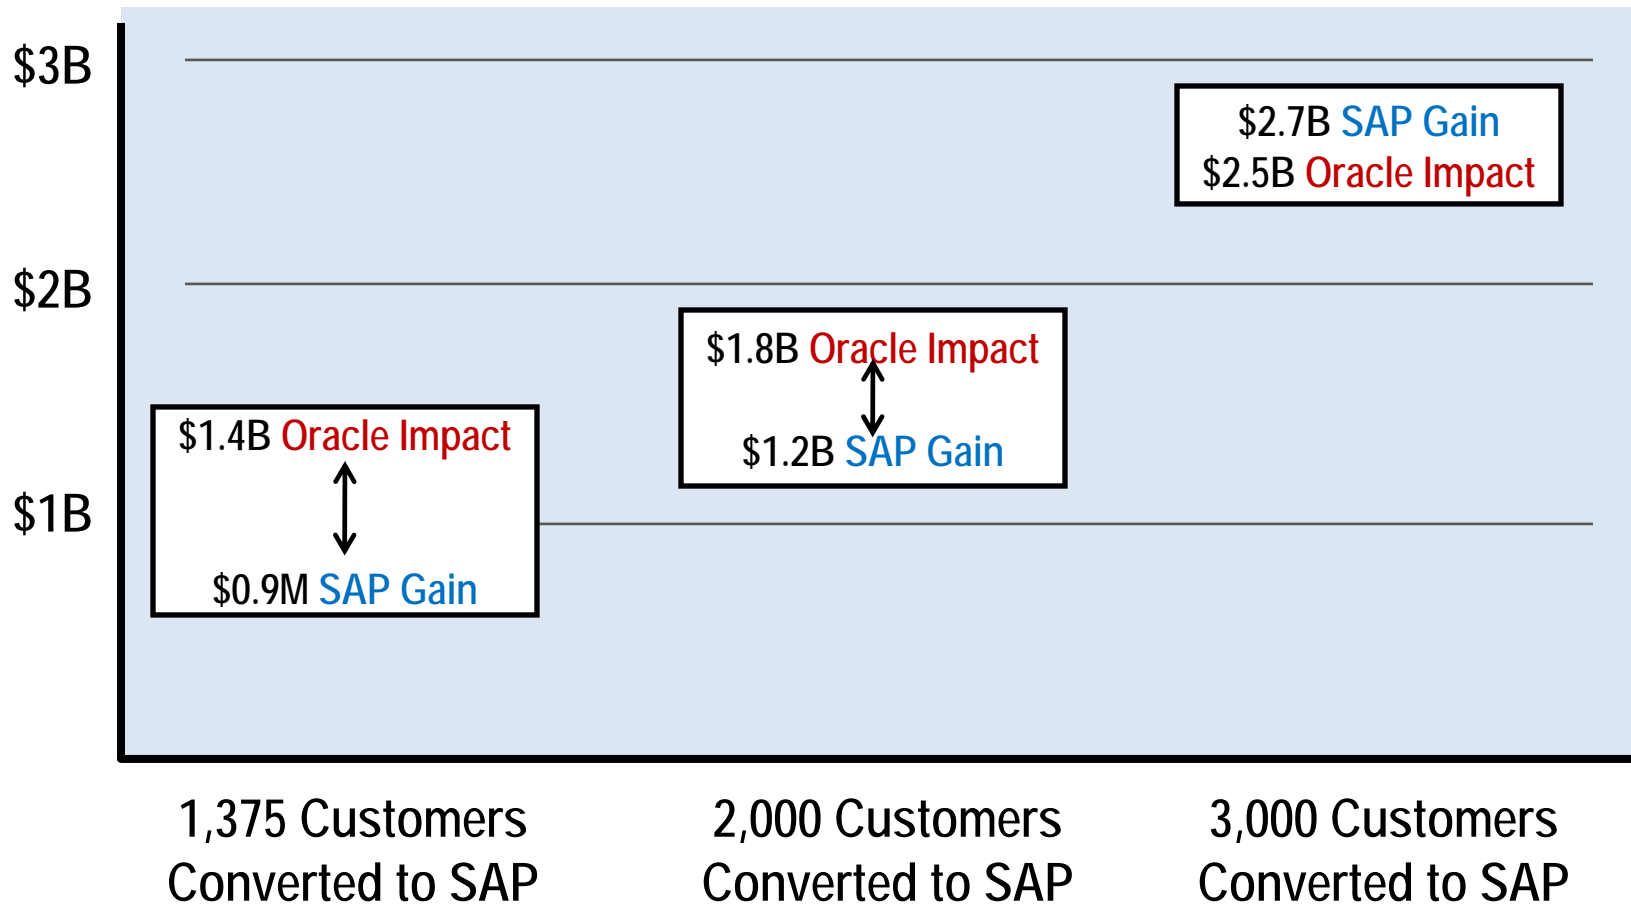 $3B
$2.7B SAP Gain
$2.5B Oracle Impact
$2B
$1.8B Oracle Impact
$1.2B SAP Gain
$1.4B Oracle Impact
$1B
$0.9M SAP Gain
1,375 Customers
Converted to SAP
2,000 Customers
Converted to SAP
3,000 Customers
Converted to SAP